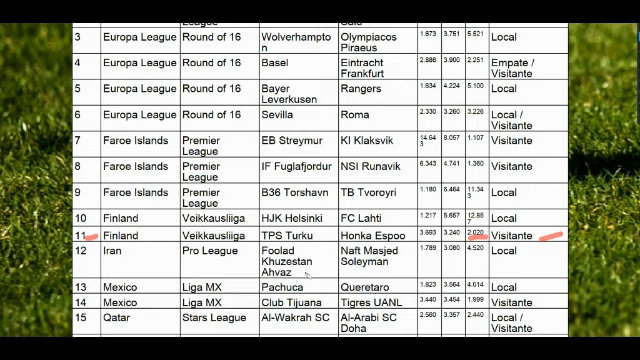 League
3 Europa League Round of 16 Wolverhampto Olympiacos 1.673 3.751 5.521 Local
n Piraeus
4 Europa League Round of 16 Basel Eintracht 2.886 3.900 2.251 Empate /
Frankfurt Visitante
5 Europa League Round of 16 Bayer Rangers 1.634 4.224 5.100 Local
Leverkusen
6 Europa League Round of 16 Sevilla Roma 2.330 3.260 3.226 Local /
Visitante
7 Faroe Islands Premier EB Streymur KI Klaksvik 14.64 8.057 1.107 Visitante
League 3
8 Faroe Islands Premier IF Fuglafjordur NSI Runavik 6.343 4.741 1.360 Visitante
League
9 Faroe Islands Premier B36 Torshavn TB Tvoroyri 1.180 6.464 11.34 Local
League 3
10 Finland Veikkausliiga HJK Helsinki FC Lahti 1.217 5.667 12.85 Local
7
11 Finland Veikkausliiga TPS Turku Honka Espoo 3.693 3.240 2.020 Visitante
12 Iran Pro League Foolad Naft Masjed 1.789 3.080 4.520 Local
Khuzestan Soleyman
Ahvaz
13 Mexico Liga MX Pachuca Queretaro 1.823 3.564 4.014 Local
14 Mexico Liga MX Club Tijuana Tigres UANL 3.440 3.454 1.999 Visitante
15 Qatar Stars League Al-Wakrah SC Al-Arabi SC 2.560 3.357 2.440 Local /
Doha Visitante